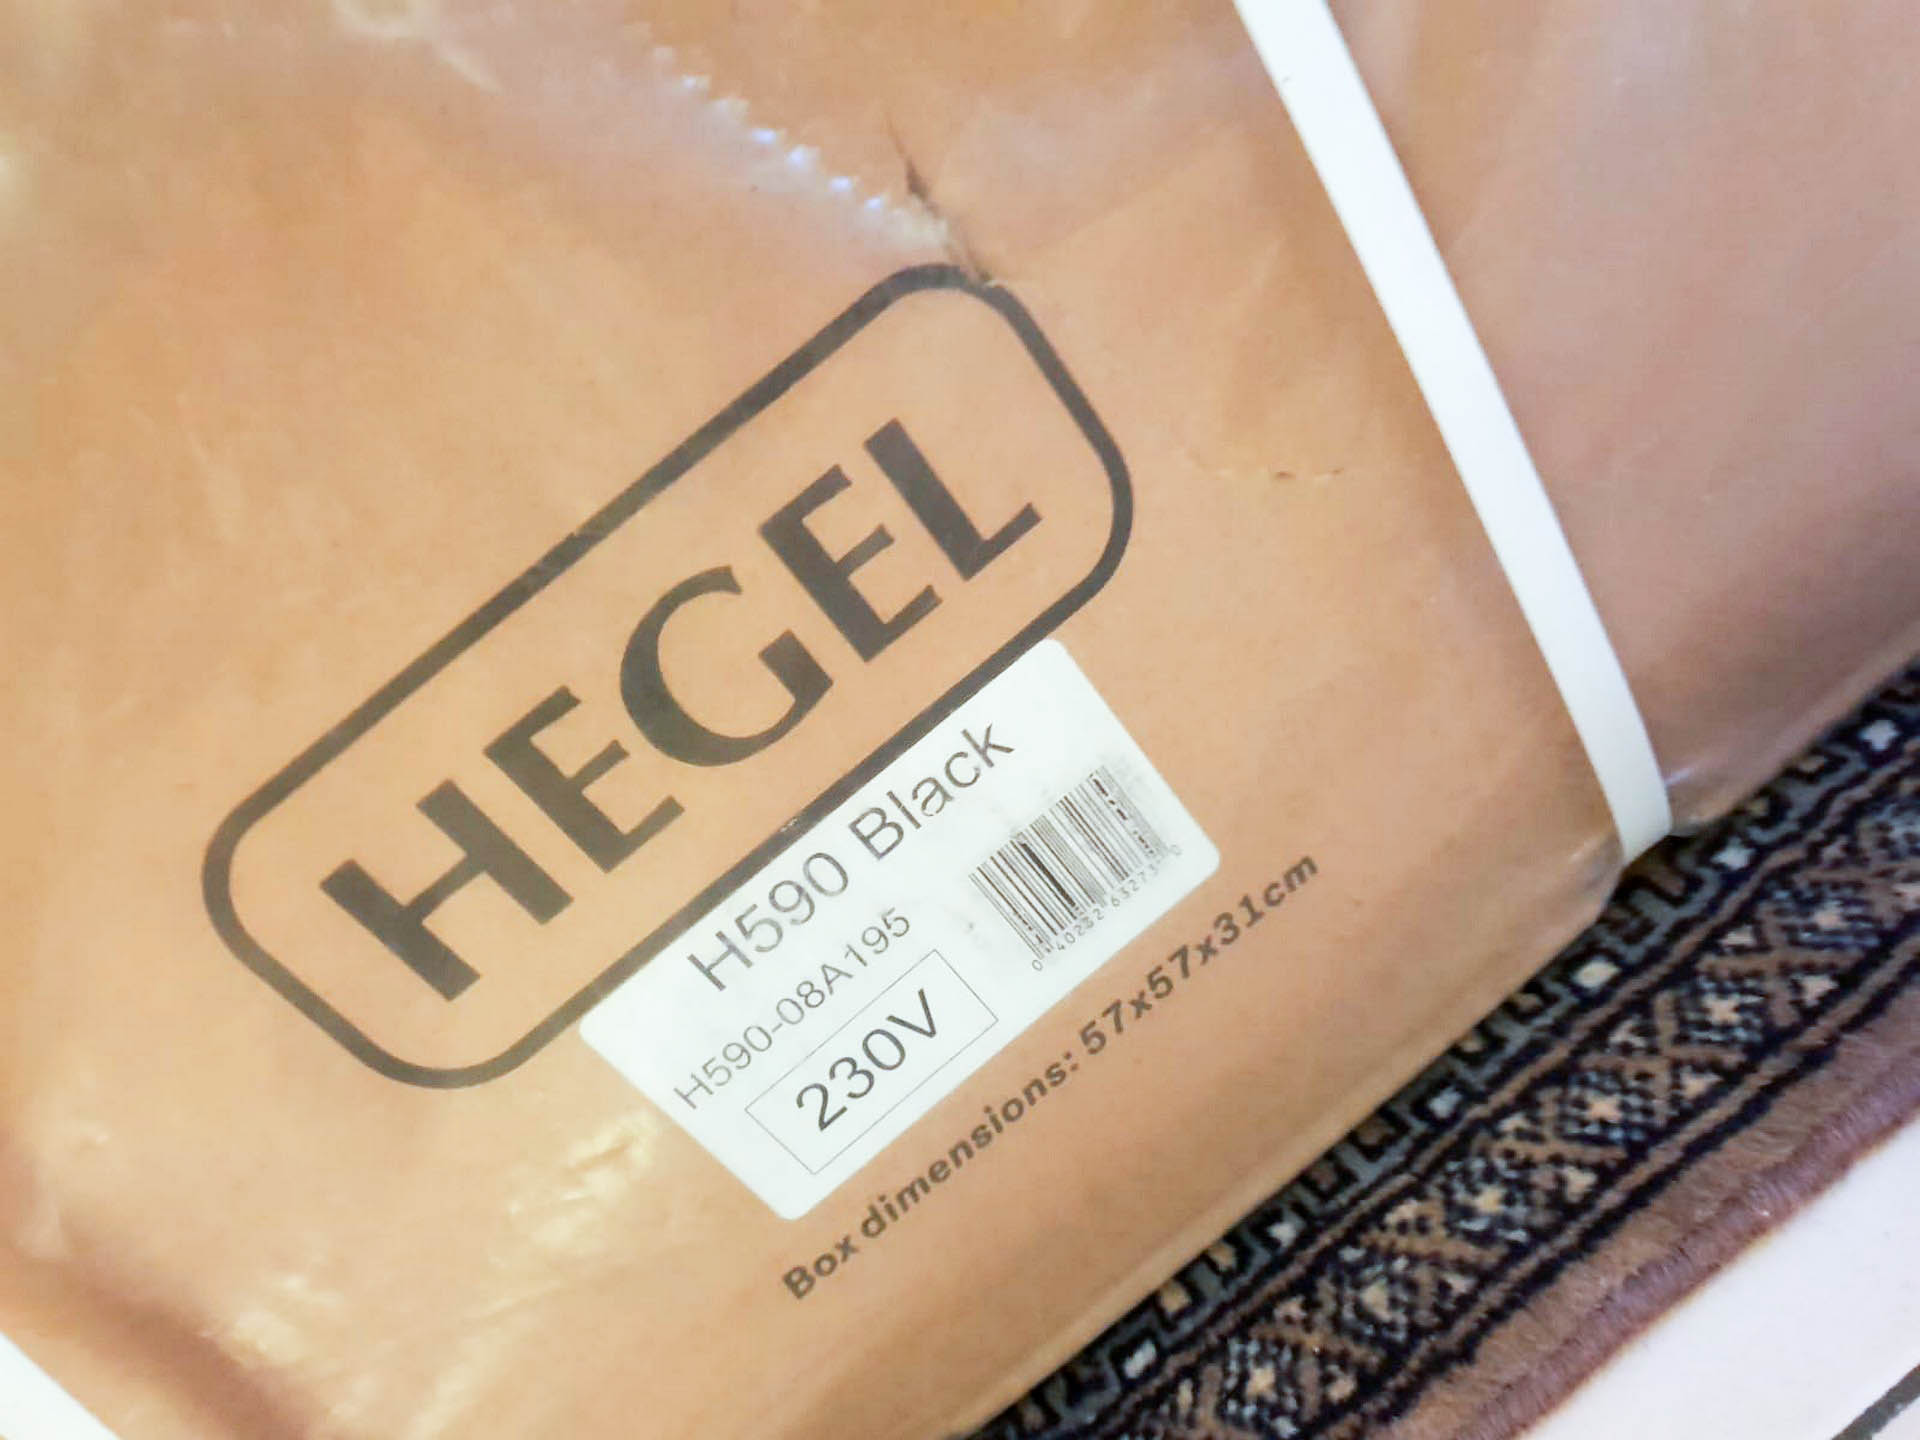 HEGEL
H590 Black
H590-08A195
230V
Box dimensions: 57x57x31cm